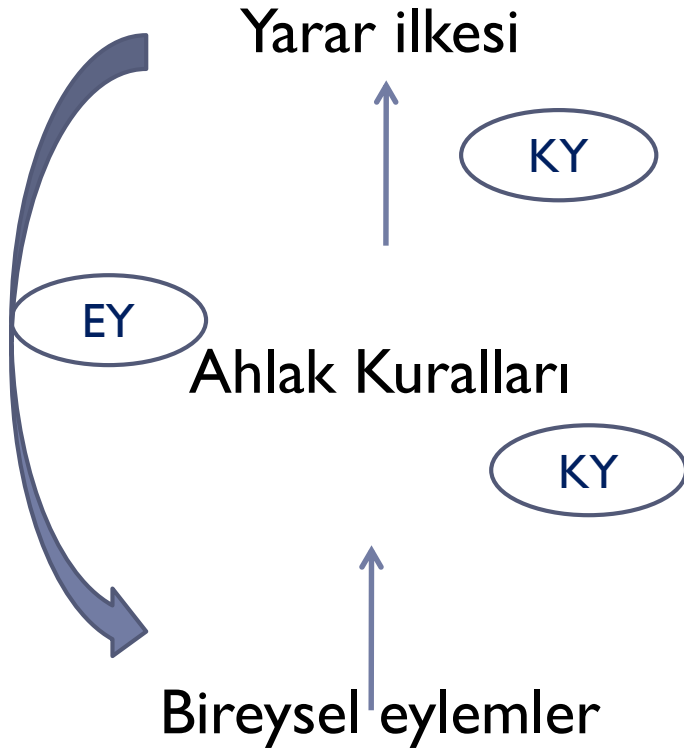 Yarar ilkesi
KY
EY
Ahlak Kuralları
KY
Bireysel eylemler